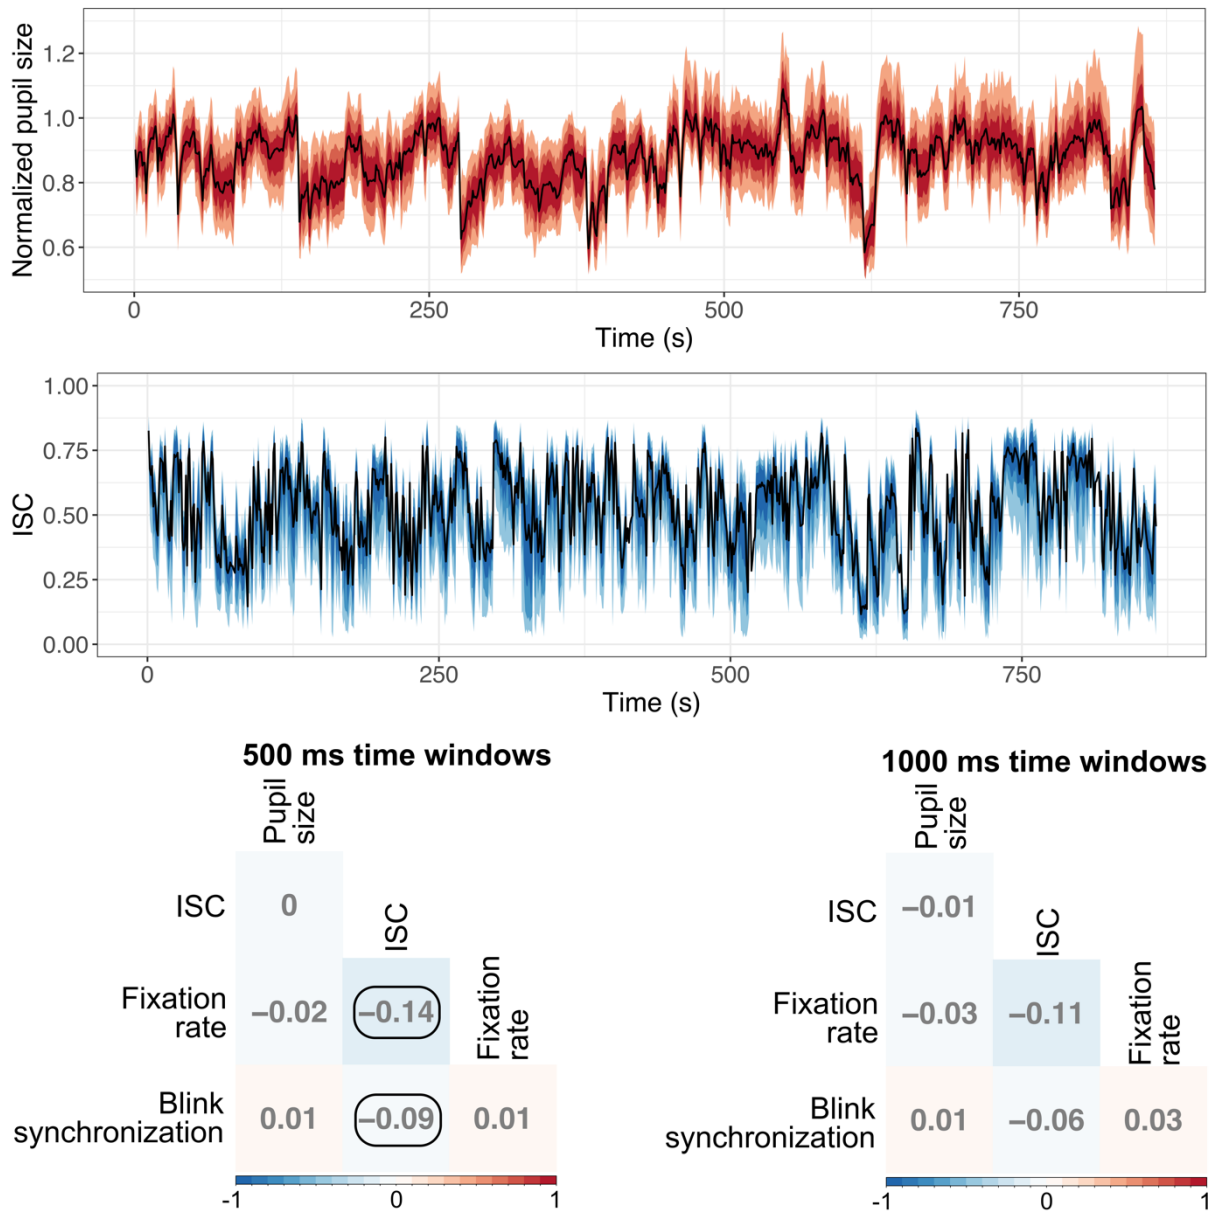 Normalized pupil size
1.2
1.0
0.8
0.6
0
250
500
750
Time (s)
ISC
1.00
0.75
0.50
0.25
0.00
0
250
500
750
Time (s)
500 ms time windows
Pupil
size
ISC
0
ISC
Fixation
rate
−0.02
−0.14
Fixation
rate
Blink
synchronization
0.01
−0.09
0.01
-1
0
1
1000 ms time windows
Pupil
size
ISC
−0.01
ISC
Fixation
rate
−0.03
−0.11
Fixation
rate
Blink
synchronization
0.01
−0.06
0.03
-1
0
1